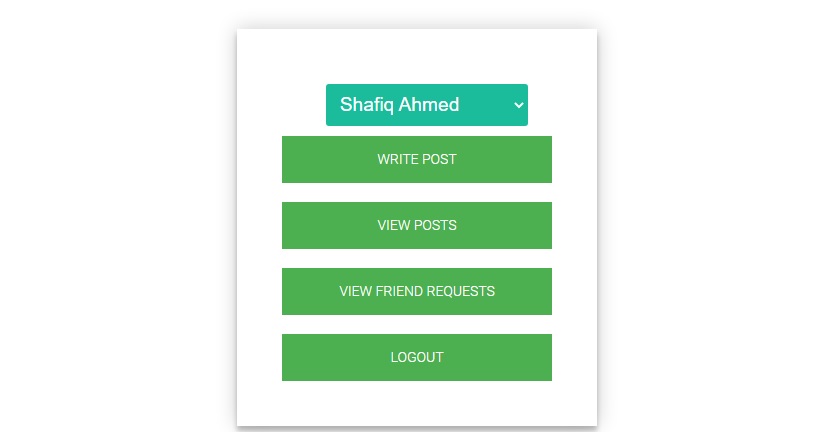 Shafiq Ahmed
WRITE POST
VIEW POSTS
VIEW FRIEND REQUESTS
LOGOUT